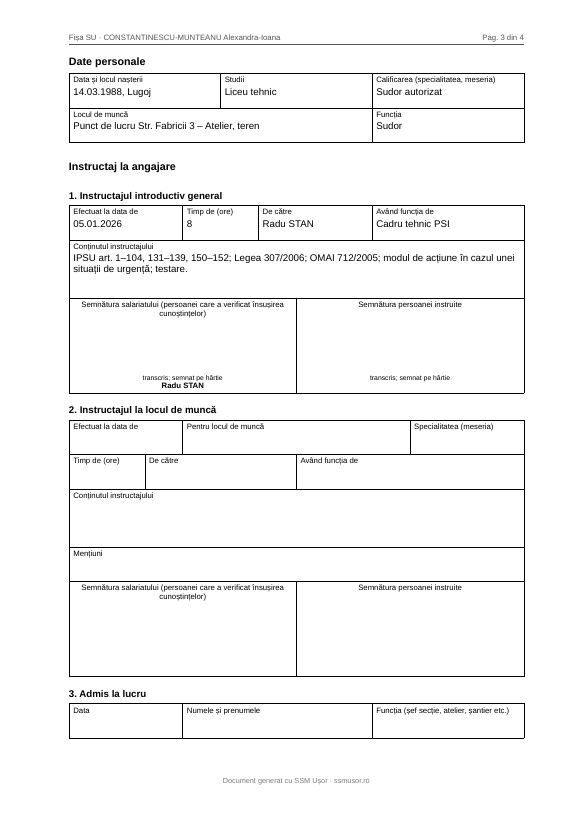 Fișa SU · CONSTANTINESCU-MUNTEANU Alexandra-Ioana Pag. 3 din 4
Date personale
Data și locul nașterii Studii Calificarea (specialitatea, meseria)
14.03.1988, Lugoj Liceu tehnic Sudor autorizat
Locul de muncă Funcția
Punct de lucru Str. Fabricii 3 – Atelier, teren Sudor
Instructaj la angajare
1. Instructajul introductiv general
Efectuat la data de Timp de (ore) De către Având funcția de
05.01.2026 8 Radu STAN Cadru tehnic PSI
Conținutul instructajului
IPSU art. 1–104, 131–139, 150–152; Legea 307/2006; OMAI 712/2005; modul de acțiune în cazul unei
situații de urgență; testare.
Semnătura salariatului (persoanei care a verificat însușirea Semnătura persoanei instruite
cunoștințelor)
transcris; semnat pe hârtie transcris; semnat pe hârtie
Radu STAN
2. Instructajul la locul de muncă
Efectuat la data de Pentru locul de muncă Specialitatea (meseria)
Timp de (ore) De către Având funcția de
Conținutul instructajului
Mențiuni
Semnătura salariatului (persoanei care a verificat însușirea Semnătura persoanei instruite
cunoștințelor)
3. Admis la lucru
Data Numele și prenumele Funcția (șef secție, atelier, șantier etc.)
Document generat cu SSM Ușor · ssmusor.ro